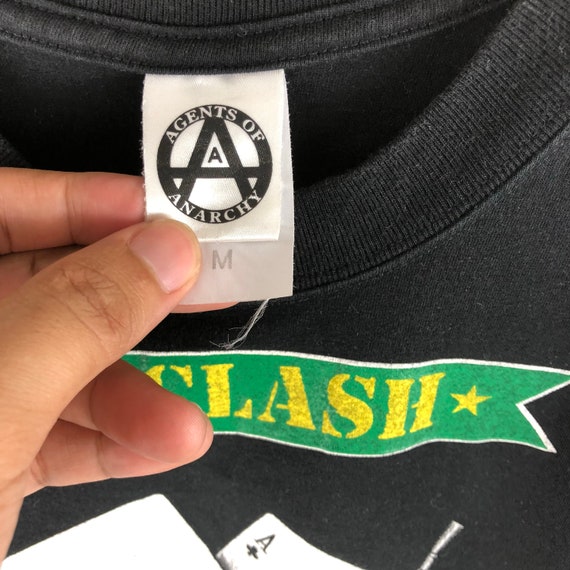 AGENTS OF
A
ANARCHY
M
CLASH
A